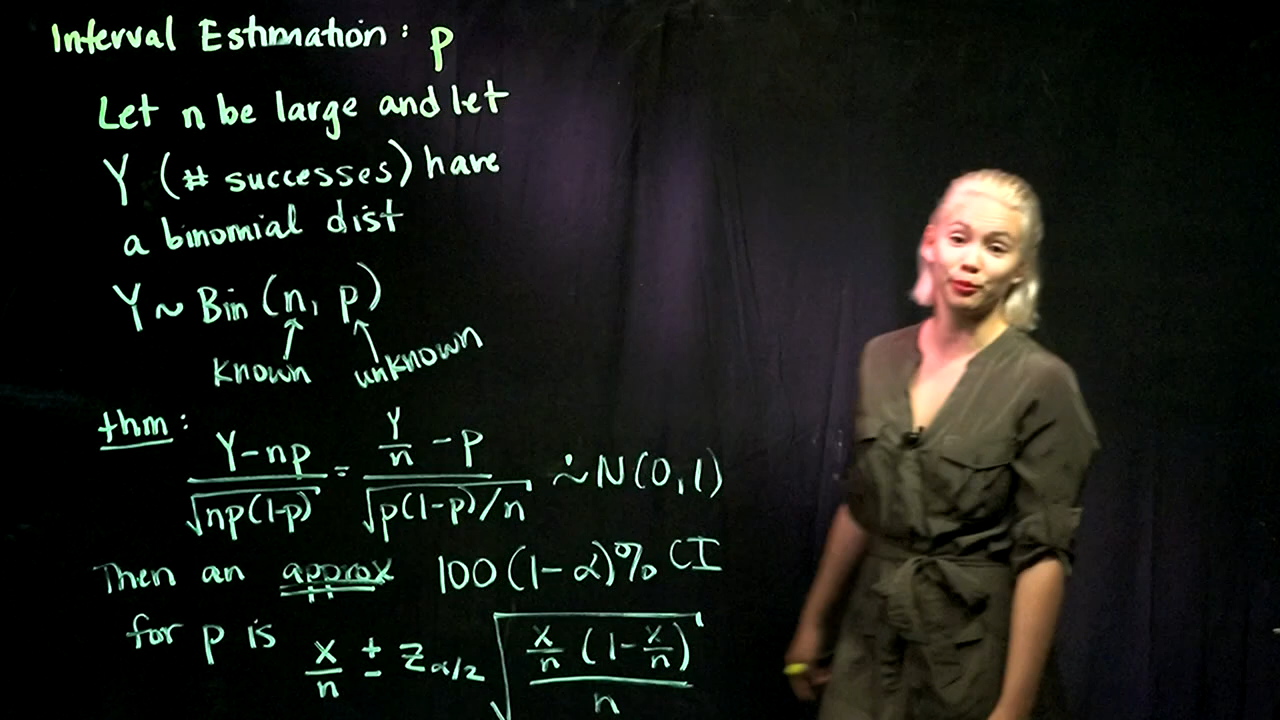 Interval Estimation: p
Let n be large and let
Y (# successes) have
a binomial dist
Y ~ Bin (n, p)
known unknown
thm:
Y-np / √np(1-p) = Y/n - p / √p(1-p)/n ∼̇ N(0,1)
Then an approx 100(1-α)% CI
for p is x/n ± z α/2 √ x/n (1-x/n) / n